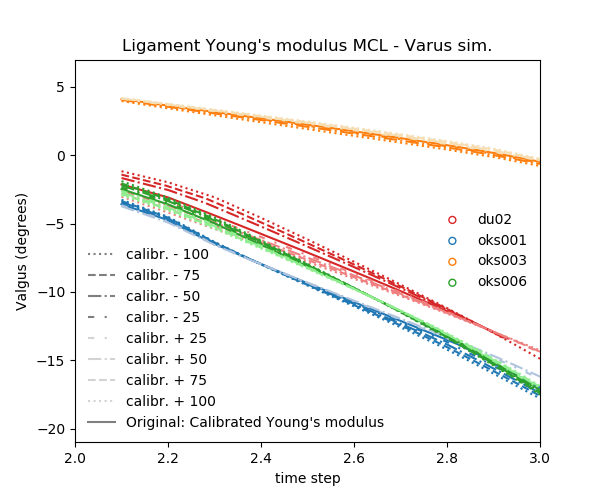 Ligament Young's modulus MCL - Varus sim.
Valgus (degrees)
5
0
−5
−10
−15
−20
du02
oks001
oks003
oks006
calibr. - 100
calibr. - 75
calibr. - 50
calibr. - 25
calibr. + 25
calibr. + 50
calibr. + 75
calibr. + 100
Original: Calibrated Young's modulus
2.0
2.2
2.4
2.6
2.8
3.0
time step